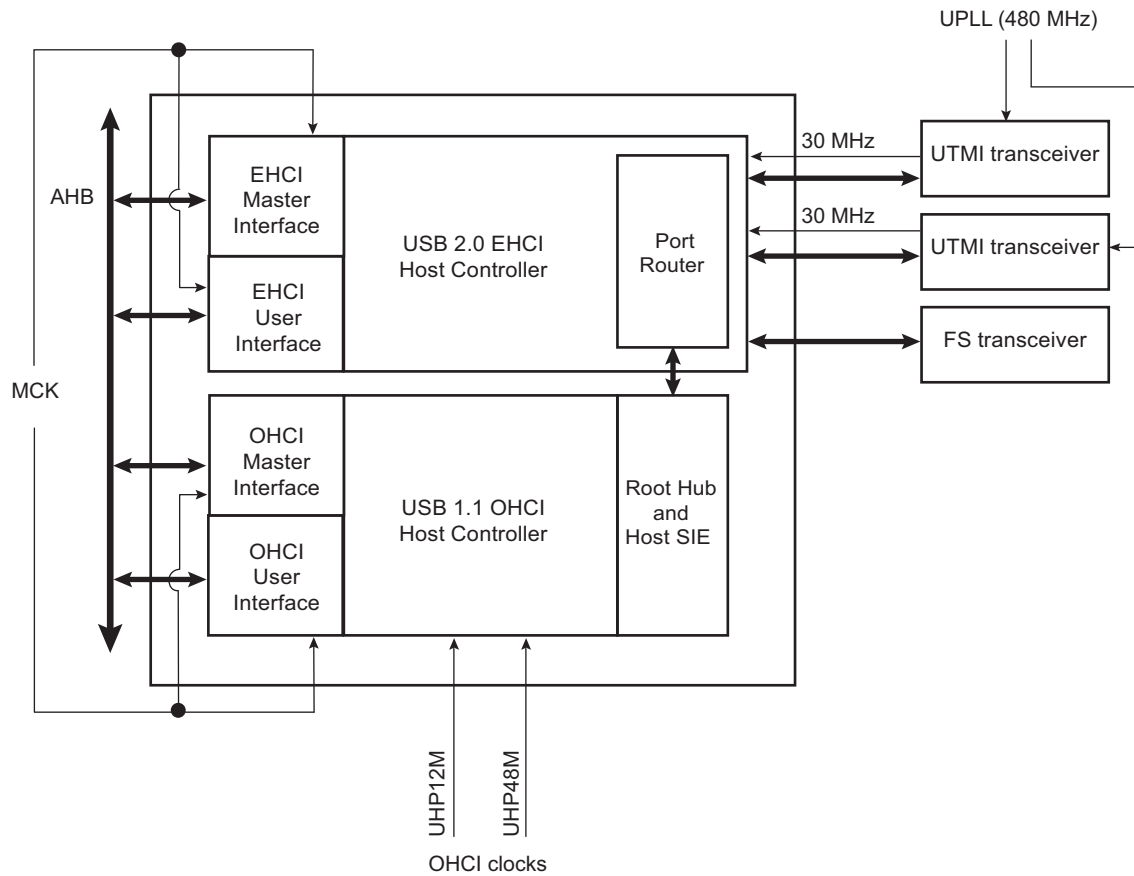 UPLL (480 MHz)
30 MHz
UTMI transceiver
AHB
EHCI
Master
Interface
USB 2.0 EHCI
Host Controller
Port
Router
30 MHz
UTMI transceiver
EHCI
User
Interface
FS transceiver
MCK
OHCI
Master
Interface
USB 1.1 OHCI
Host Controller
Root Hub
and
Host SIE
OHCI
User
Interface
UHP12M
UHP48M
OHCI clocks